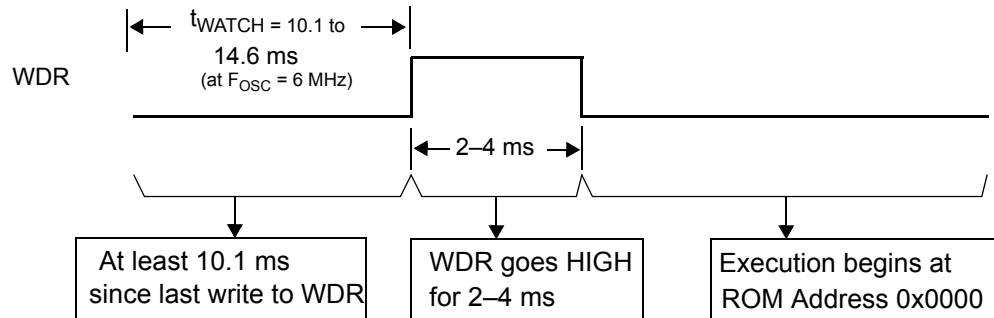 tWATCH = 10.1 to
14.6 ms
(at FOSC = 6 MHz)
WDR
2–4 ms
At least 10.1 ms
since last write to WDR
WDR goes HIGH
for 2–4 ms
Execution begins at
ROM Address 0x0000